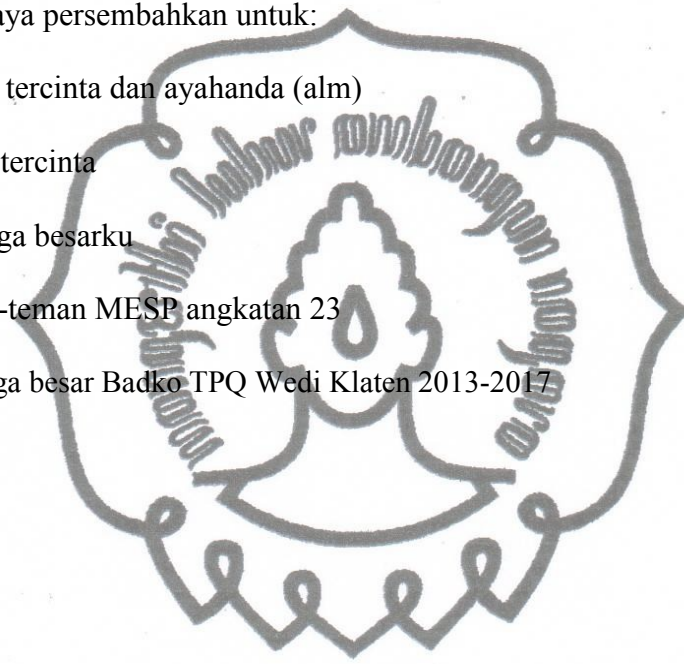 aya persembahkan untuk:
tercinta dan ayahanda (alm)
tercinta
ga besarku
-teman MESP angkatan 23
ga besar Badko TPQ Wedi Klaten 2013-2017